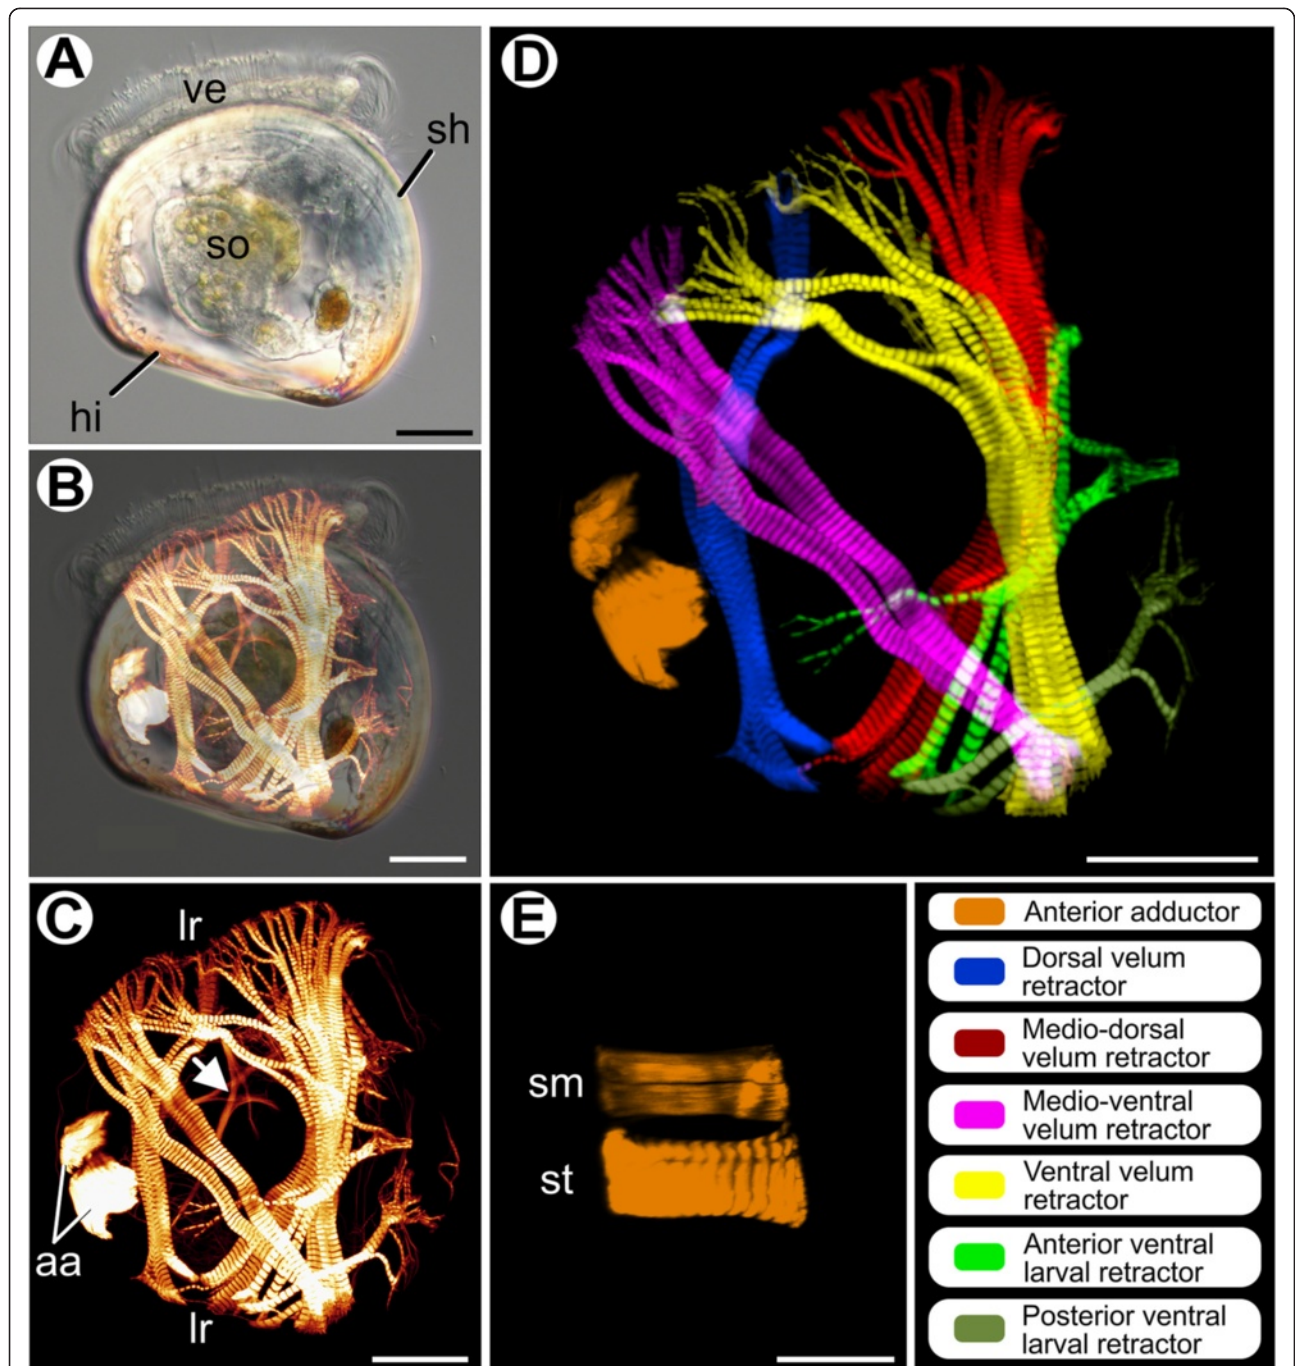 A
ve
sh
so
hi
B
C
lr
aa
lr
D
E
sm
st
Anterior adductor
Dorsal velum
retractor
Medio-dorsal
velum retractor
Medio-ventral
velum retractor
Ventral velum
retractor
Anterior ventral
larval retractor
Posterior ventral
larval retractor